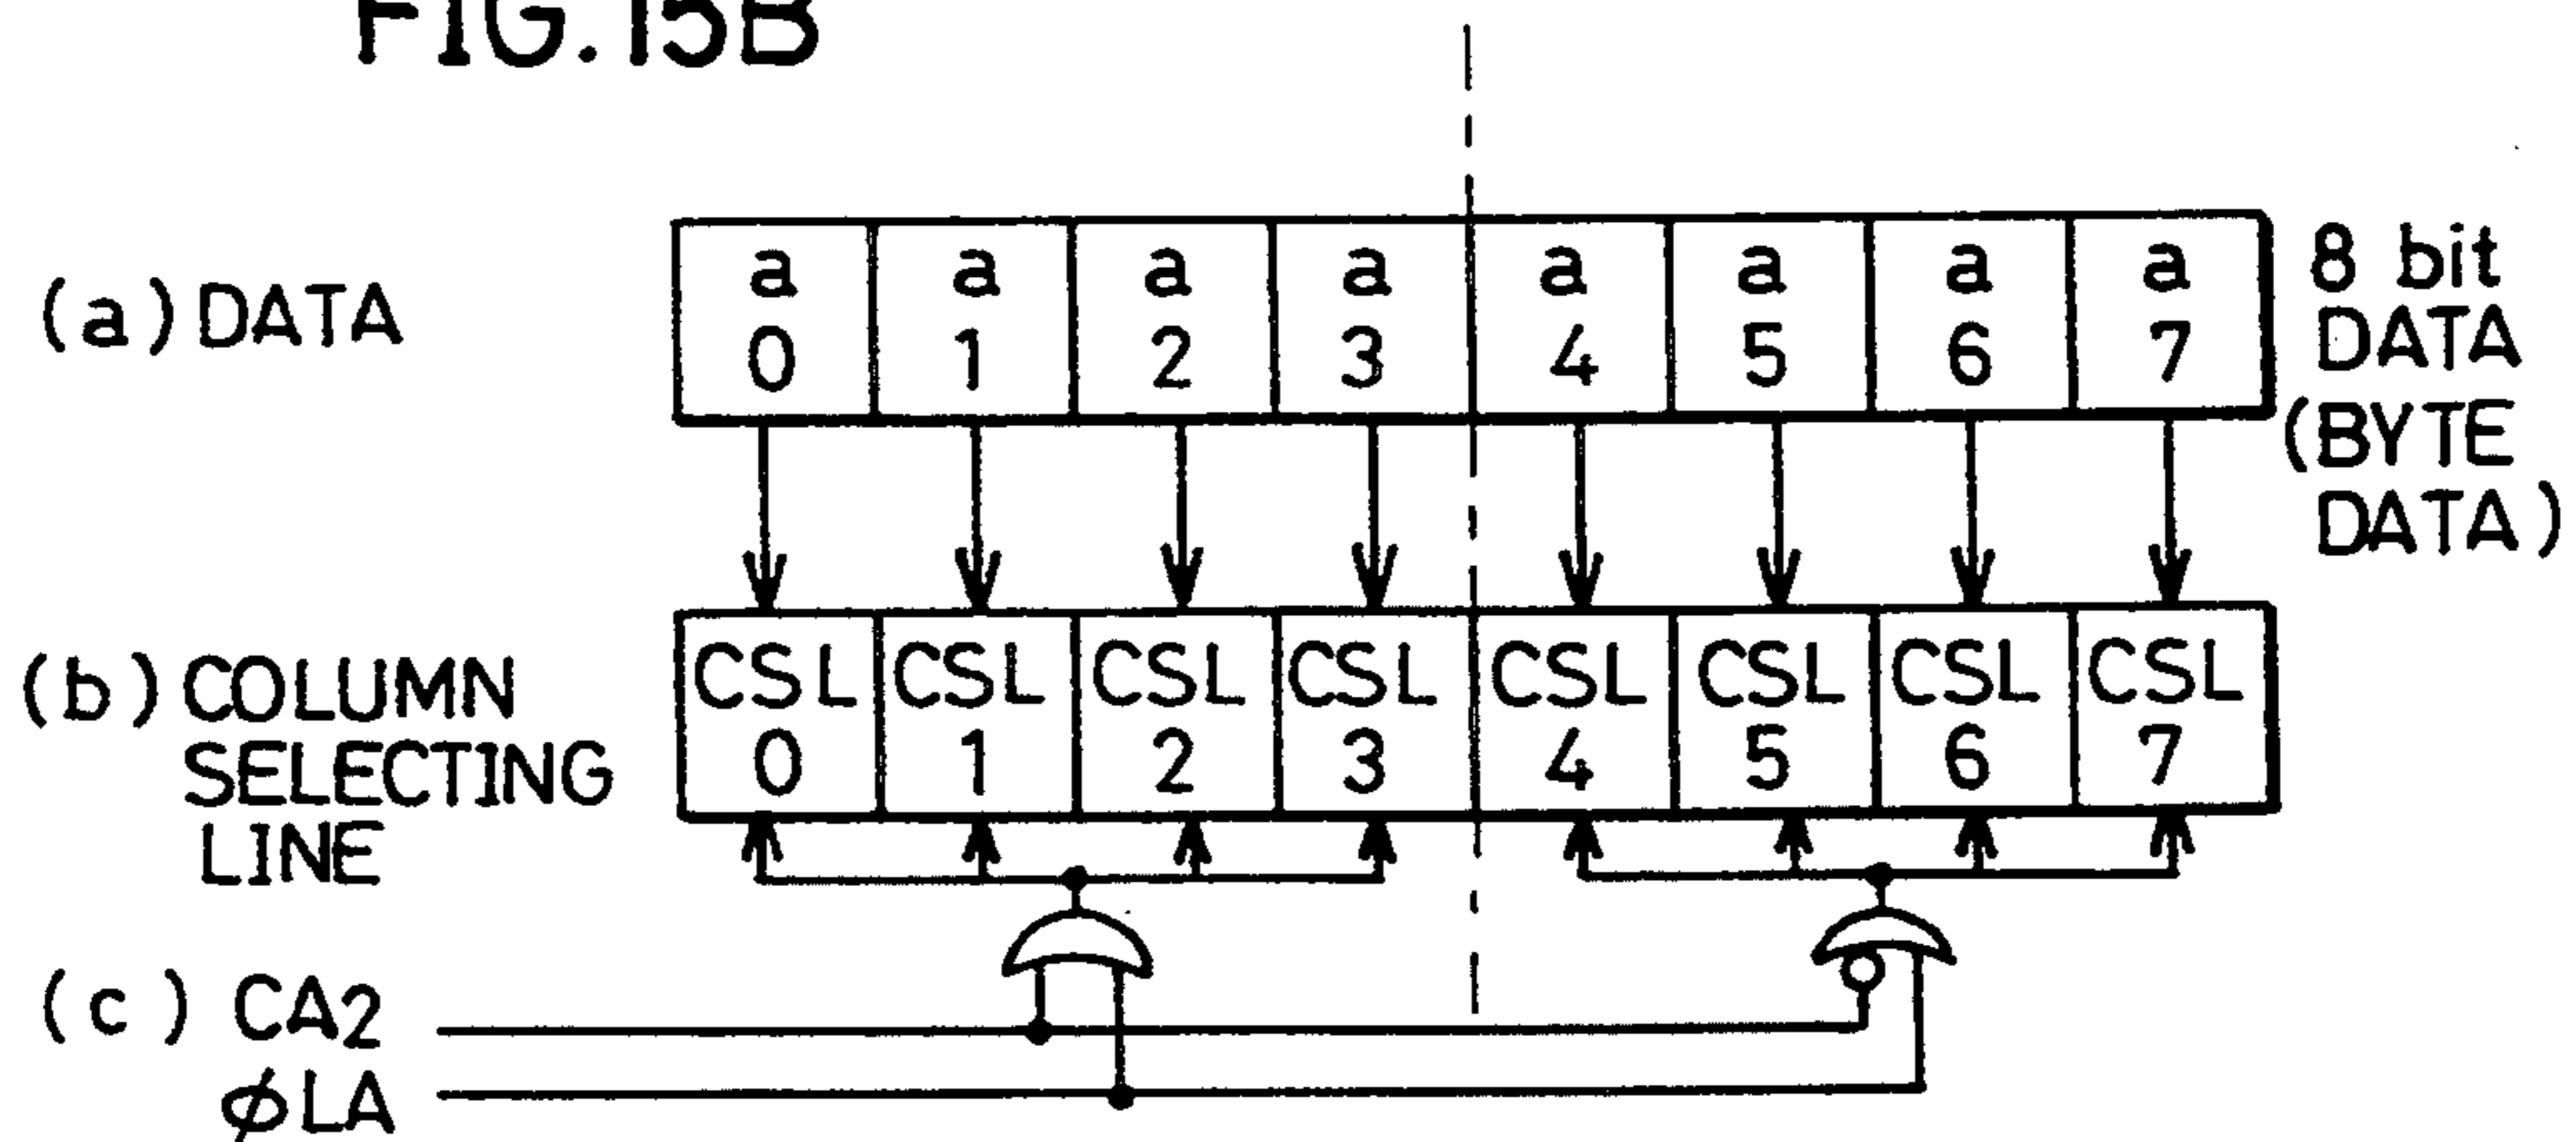 FIG.15B
(a) DATA
a a a a a a a a
0 1 2 3 4 5 6 7
8 bit
DATA
(BYTE
DATA)
(b) COLUMN
SELECTING
LINE
CSL CSL CSL CSL CSL CSL CSL CSL
0 1 2 3 4 5 6 7
(c) CA2
φLA